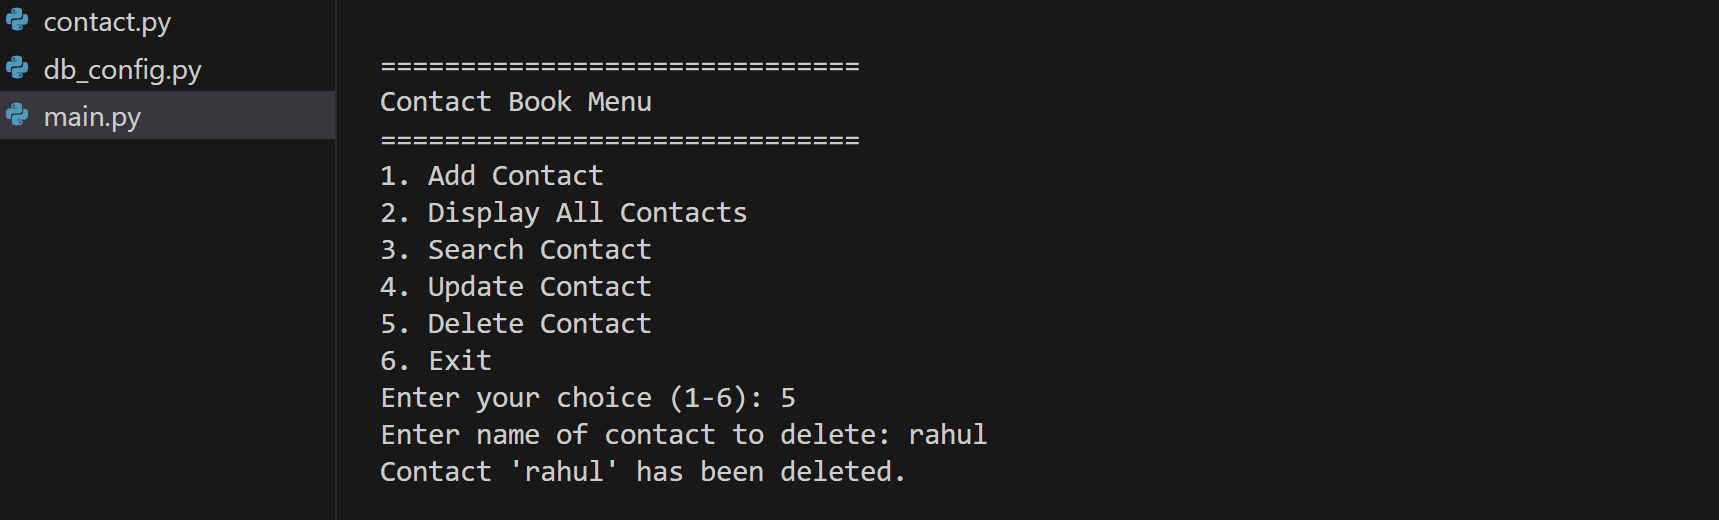 contact.py
db_config.py
main.py
==============================
Contact Book Menu
==============================
1. Add Contact
2. Display All Contacts
3. Search Contact
4. Update Contact
5. Delete Contact
6. Exit
Enter your choice (1-6): 5
Enter name of contact to delete: rahul
Contact 'rahul' has been deleted.